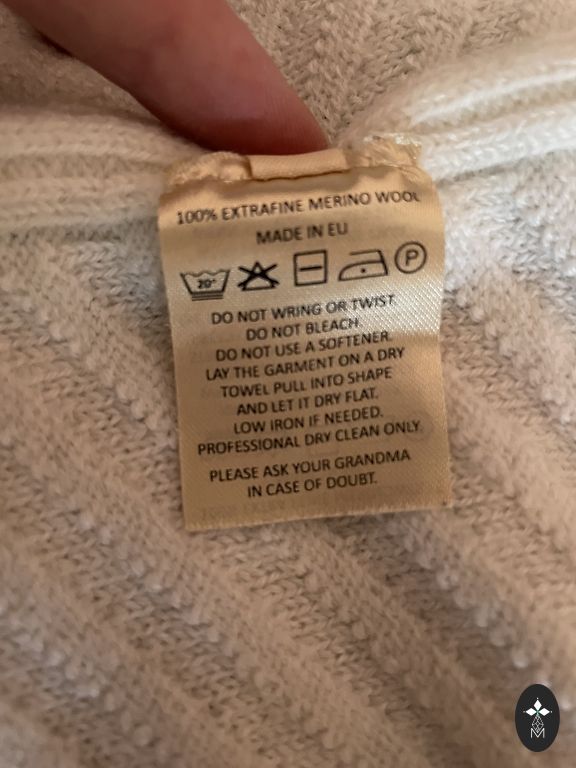 100% EXTRAFINE MERINO WOOL
MADE IN EU
20°
P
DO NOT WRING OR TWIST.
DO NOT BLEACH.
DO NOT USE A SOFTENER.
LAY THE GARMENT ON A DRY
TOWEL PULL INTO SHAPE
AND LET IT DRY FLAT.
LOW IRON IF NEEDED.
PROFESSIONAL DRY CLEAN ONLY.
PLEASE ASK YOUR GRANDMA
IN CASE OF DOUBT.
M